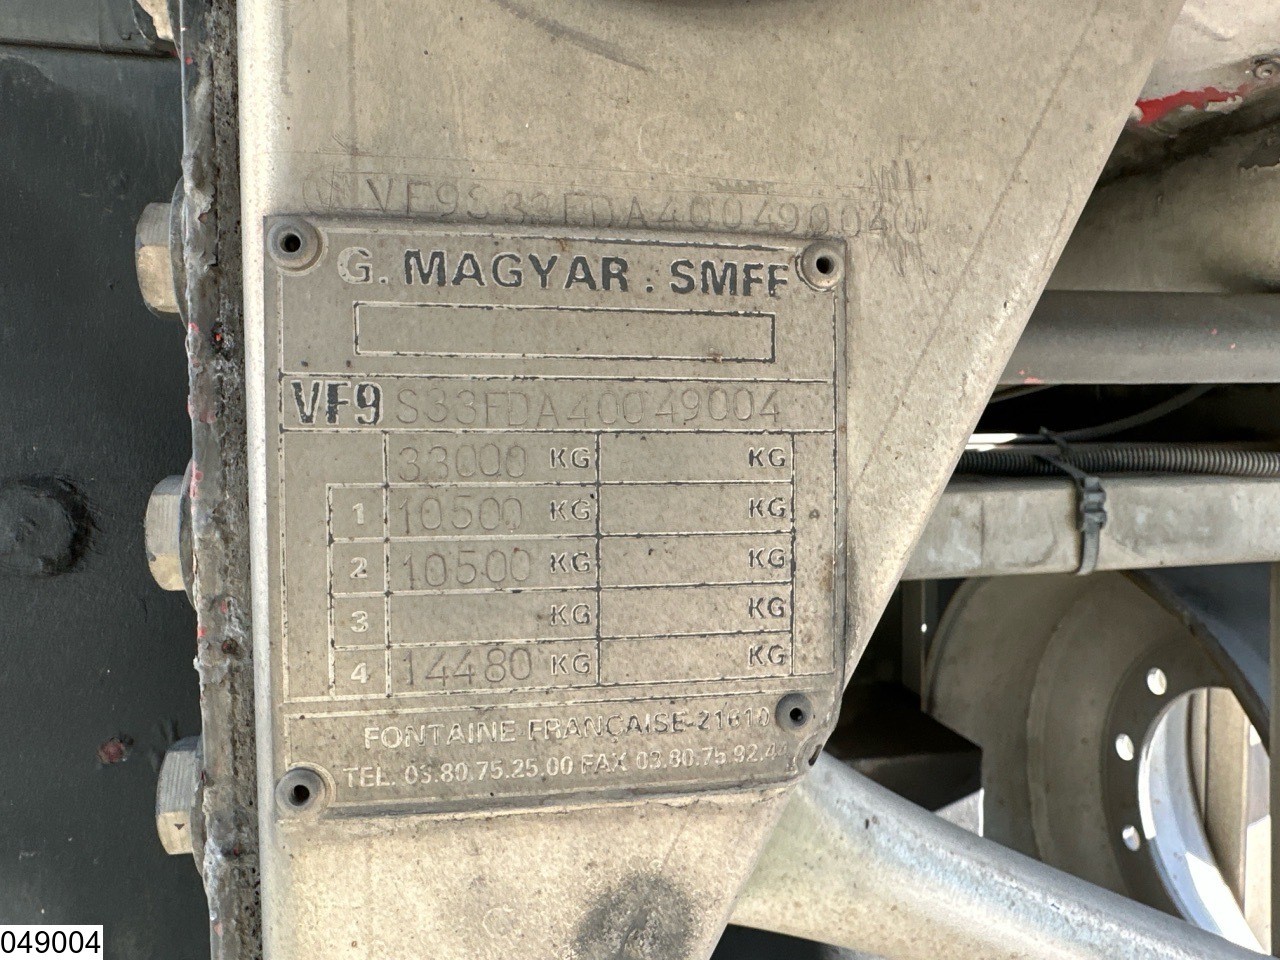 VF9S33FDA40049004
G. MAGYAR . SMFF
VF9 S33FDA40049004
33000 KG KG
1 10500 KG KG
2 10500 KG KG
3 KG KG
4 14480 KG KG
FONTAINE FRANÇAISE-21610
TEL. 03.80.75.25.00 FAX 03.80.75.92.44
049004